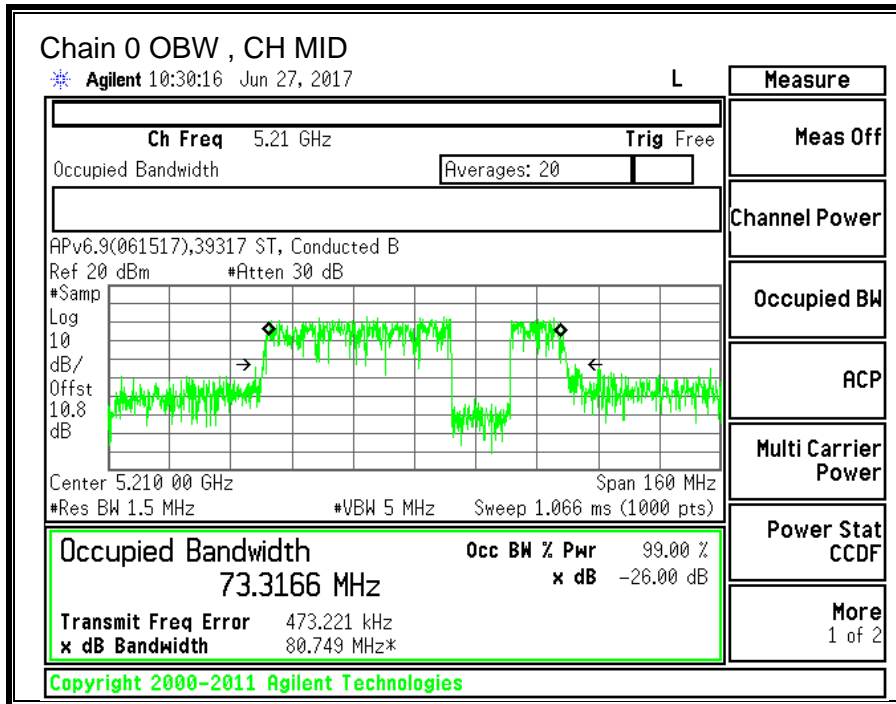 Chain 0 OBW , CH MID
Agilent 10:30:16 Jun 27, 2017 L Measure
Ch Freq 5.21 GHz Trig Free
Occupied Bandwidth Averages: 20
APv6.9(061517),39317 ST, Conducted B
Ref 20 dBm #Atten 30 dB
#Samp
Log
10
dB/
Offst
10.8
dB
Center 5.210 00 GHz Span 160 MHz
#Res BW 1.5 MHz #VBW 5 MHz Sweep 1.066 ms (1000 pts)
Occupied Bandwidth Occ BW % Pwr 99.00 %
73.3166 MHz x dB -26.00 dB
Transmit Freq Error 473.221 kHz
x dB Bandwidth 80.749 MHz*
Meas Off
Channel Power
Occupied BW
ACP
Multi Carrier
Power
Power Stat
CCDF
More
1 of 2
Copyright 2000-2011 Agilent Technologies